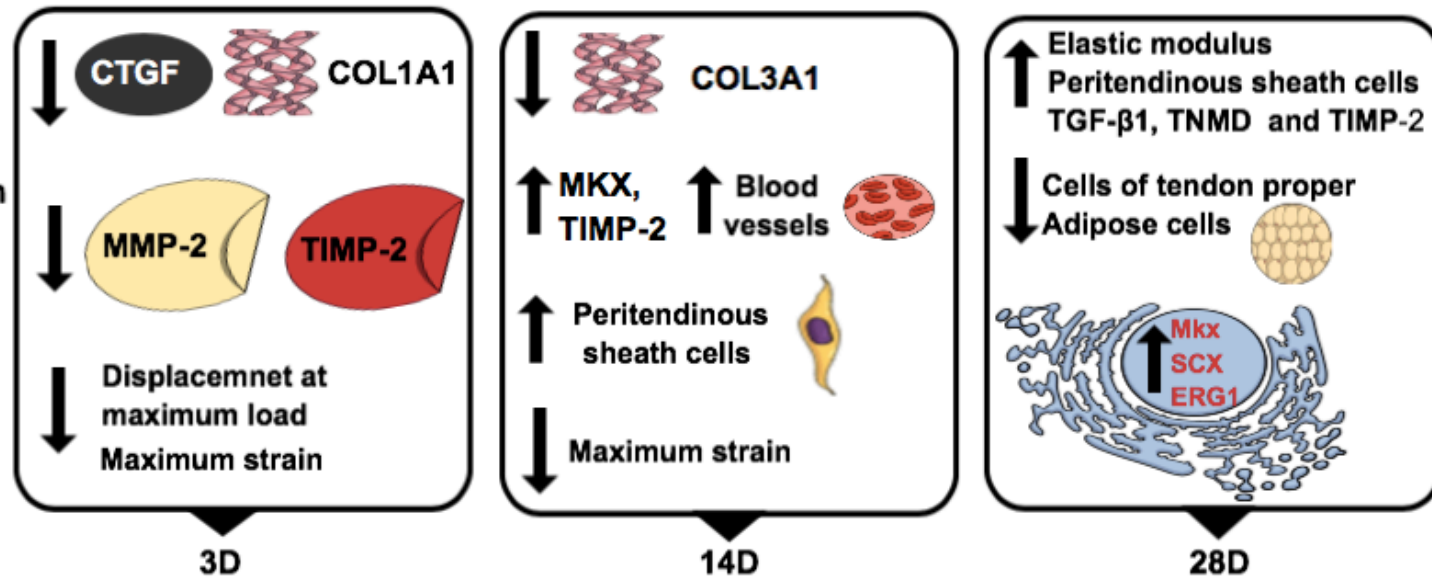 CTGF
COL1A1
MMP-2
TIMP-2
Displacemnet at
maximum load
Maximum strain
3D
COL3A1
MKX,
TIMP-2
Blood
vessels
Peritendinous
sheath cells
Maximum strain
14D
Elastic modulus
Peritendinous sheath cells
TGF-β1, TNMD and TIMP-2
Cells of tendon proper
Adipose cells
Mkx
SCX
ERG1
28D